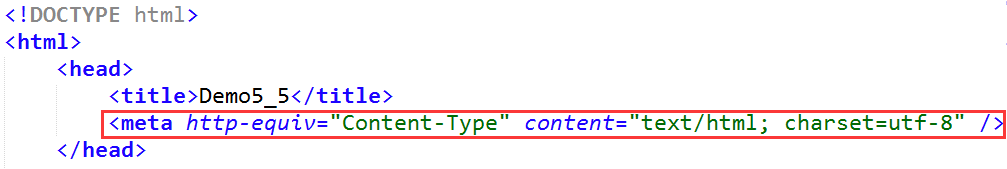 <!DOCTYPE html>
<html>
<head>
<title>Demo5_5</title>
<meta http-equiv="Content-Type" content="text/html; charset=utf-8" />
</head>